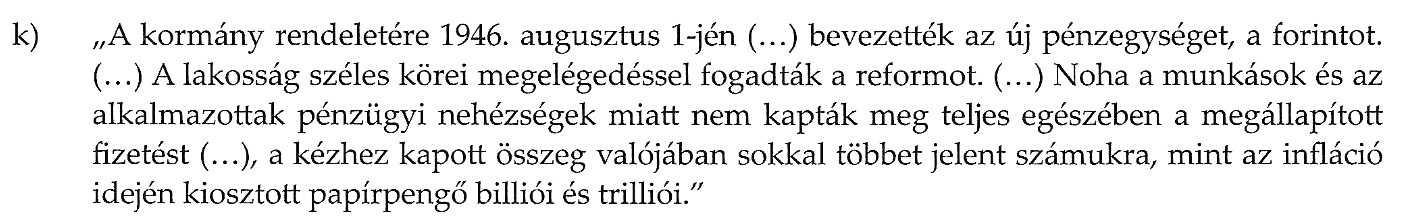 k) „A kormány rendeletére 1946. augusztus 1-jén (…) bevezették az új pénzegységet, a forintot.
(…) A lakosság széles körei megelégedéssel fogadták a reformot. (…) Noha a munkások és az
alkalmazottak pénzügyi nehézségek miatt nem kapták meg teljes egészében a megállapított
fizetést (…), a kézhez kapott összeg valójában sokkal többet jelent számukra, mint az infláció
idején kiosztott papírpengő billiói és trilliói.”